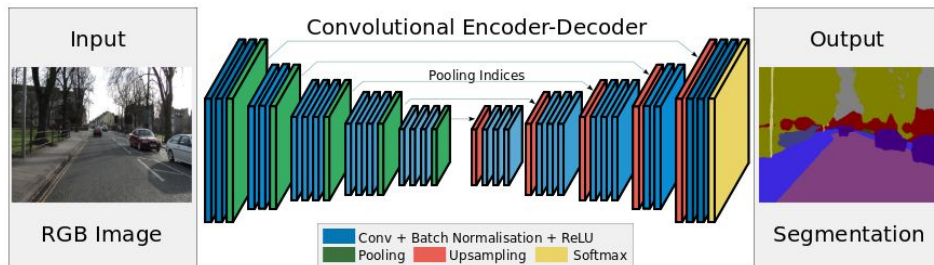 Input
RGB Image
Convolutional Encoder-Decoder
Pooling Indices
Conv + Batch Normalisation + ReLU
Pooling Upsampling Softmax
Output
Segmentation